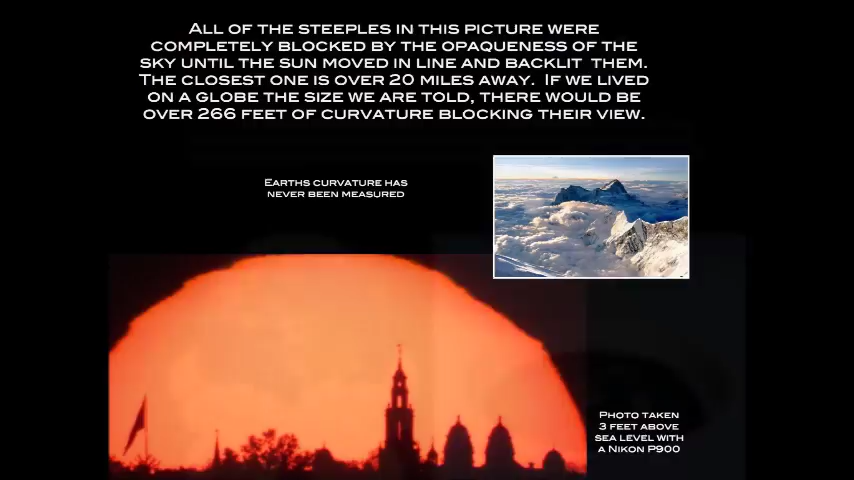 ALL OF THE STEEPLES IN THIS PICTURE WERE
COMPLETELY BLOCKED BY THE OPAQUENESS OF THE
SKY UNTIL THE SUN MOVED IN LINE AND BACKLIT THEM.
THE CLOSEST ONE IS OVER 20 MILES AWAY. IF WE LIVED
ON A GLOBE THE SIZE WE ARE TOLD, THERE WOULD BE
OVER 266 FEET OF CURVATURE BLOCKING THEIR VIEW.
EARTHS CURVATURE HAS
NEVER BEEN MEASURED
PHOTO TAKEN
3 FEET ABOVE
SEA LEVEL WITH
A NIKON P900